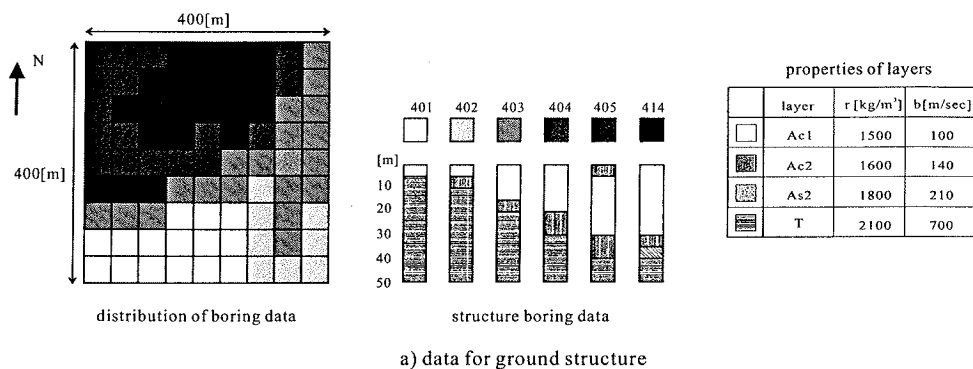 400[m]
N
400[m]
distribution of boring data
401 402 403 404 405 414
[m]
10
20
30
40
50
structure boring data
properties of layers
layer r [kg/m³] b[m/sec]
Ac1 1500 100
Ac2 1600 140
As2 1800 210
T 2100 700
a) data for ground structure